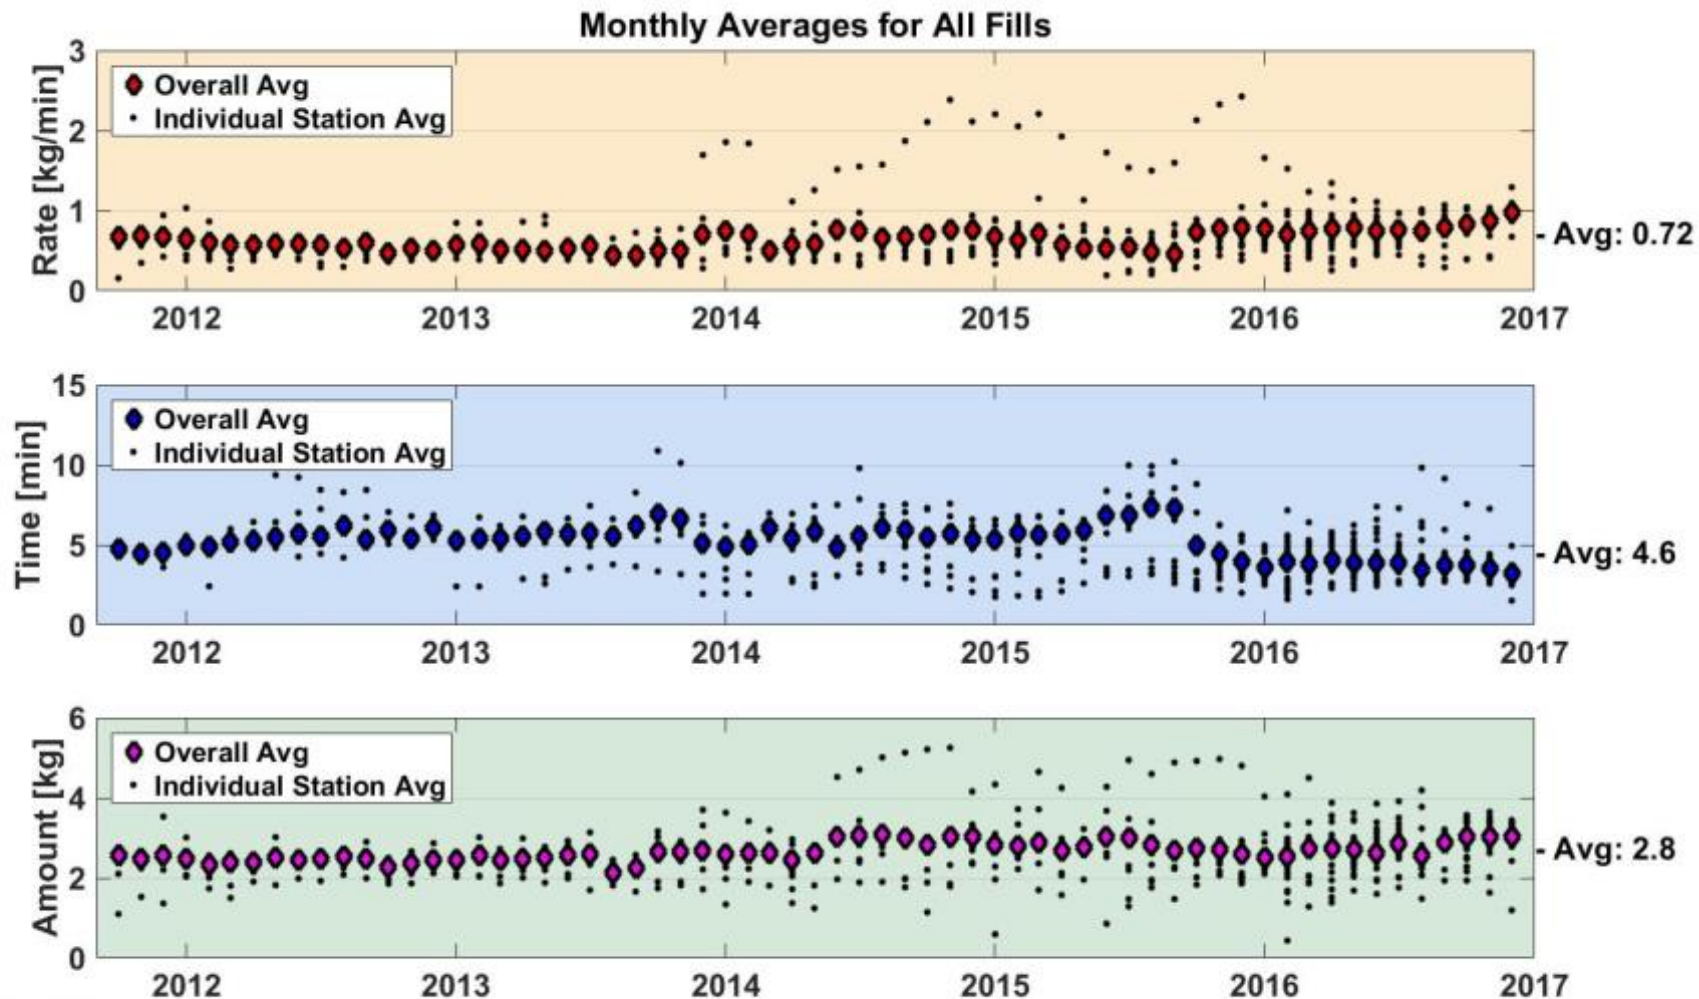 Monthly Averages for All Fills
Rate [kg/min]
3
2
1
0
Overall Avg
Individual Station Avg
- Avg: 0.72
2012 2013 2014 2015 2016 2017
Time [min]
15
10
5
0
Overall Avg
Individual Station Avg
- Avg: 4.6
2012 2013 2014 2015 2016 2017
Amount [kg]
6
4
2
0
Overall Avg
Individual Station Avg
- Avg: 2.8
2012 2013 2014 2015 2016 2017